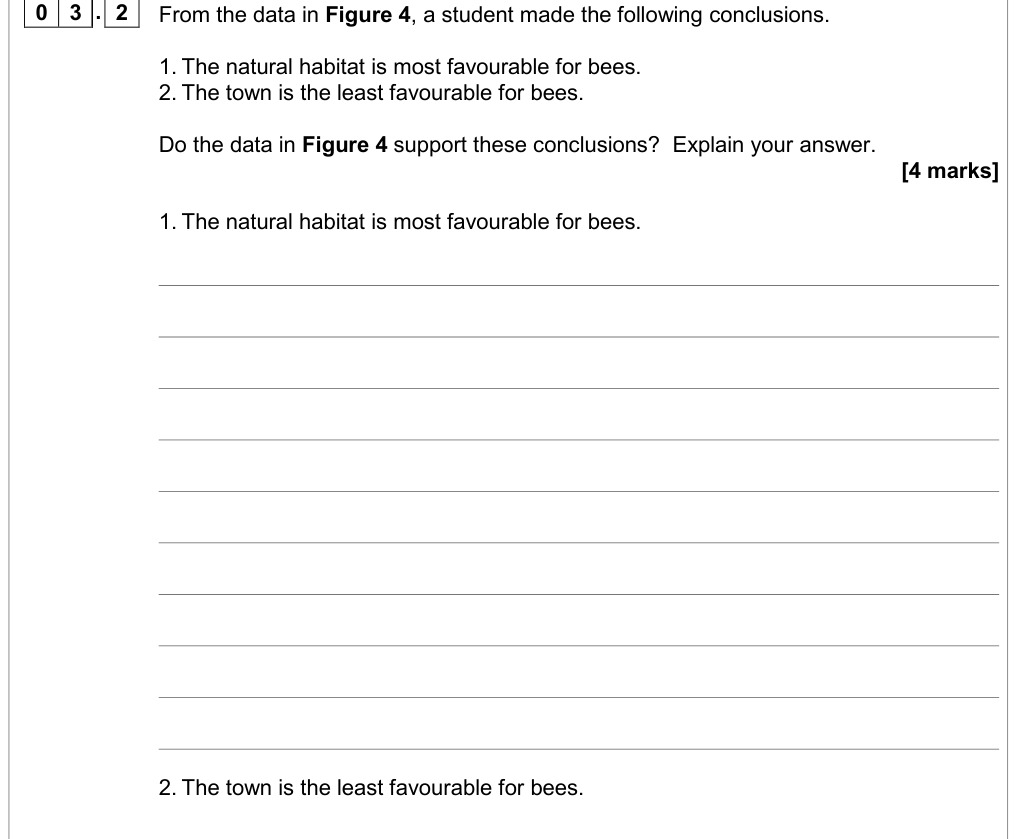 0 3 . 2 From the data in Figure 4, a student made the following conclusions.
1. The natural habitat is most favourable for bees.
2. The town is the least favourable for bees.
Do the data in Figure 4 support these conclusions? Explain your answer.
[4 marks]
1. The natural habitat is most favourable for bees.
2. The town is the least favourable for bees.